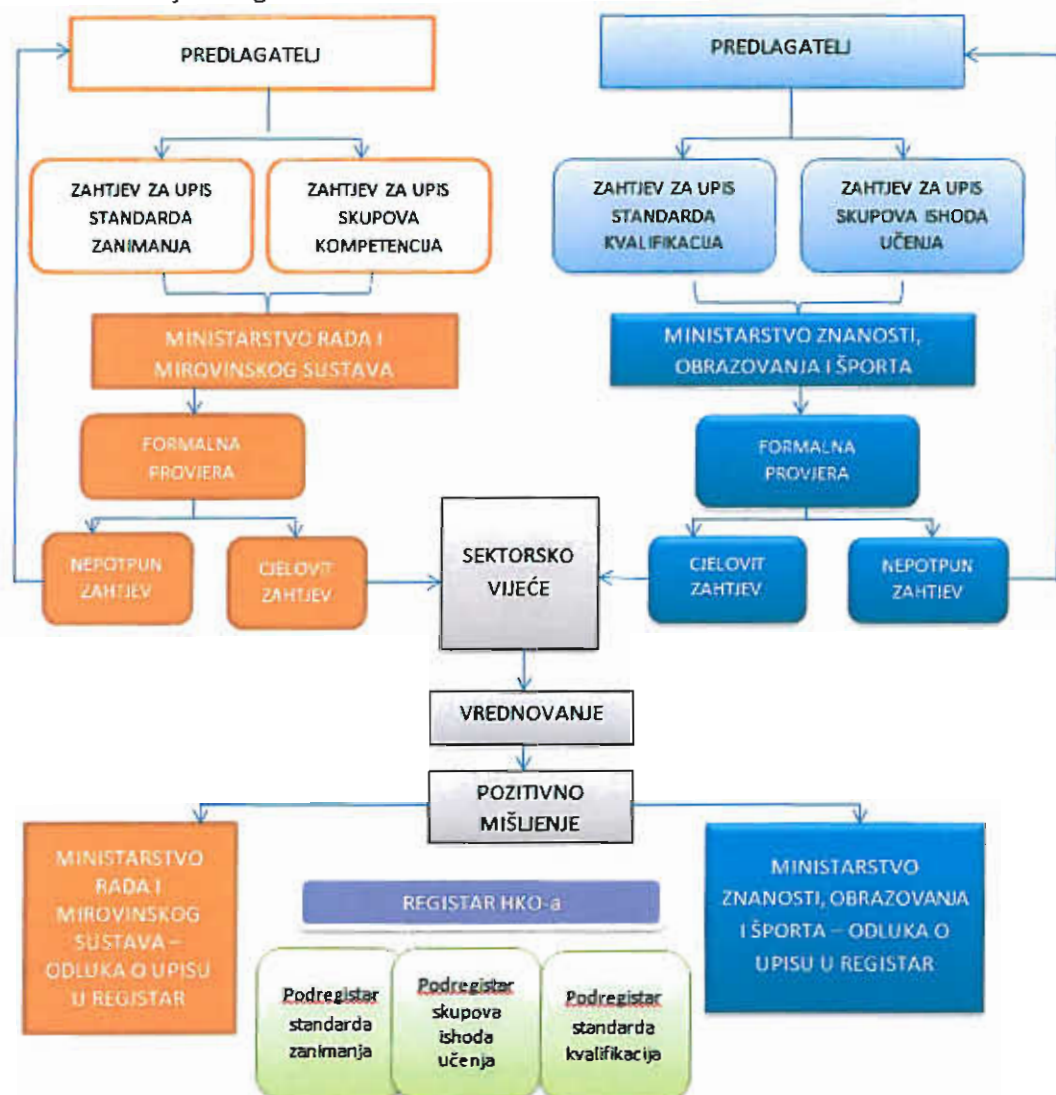 PREDLAGATELJ
PREDLAGATELJ
ZAHTJEV ZA UPIS
STANDARDA
ZANIMANJA
ZAHTJEV ZA UPIS
SKUPOVA
KOMPETENCIJA
ZAHTJEV ZA UPIS
STANDARDA
KVALIFIKACIJA
ZAHTJEV ZA UPIS
SKUPOVA ISHODA
UČENJA
MINISTARSTVO RADA I
MIROVINSKOG SUSTAVA
MINISTARSTVO ZNANOSTI,
OBRAZOVANJA I ŠPORTA
FORMALNA
PROVJERA
FORMALNA
PROVJERA
NEPOTPUN
ZAHTJEV
CJELOVIT
ZAHTJEV
SEKTORSKO
VIJEĆE
CJELOVIT
ZAHTJEV
NEPOTPUN
ZAHTJEV
VREDNOVANJE
POZITIVNO
MIŠLJENJE
MINISTARSTVO
RADA I
MIROVINSKOG
SUSTAVA –
ODLUKA O UPISU
U REGISTAR
MINISTARSTVO
ZNANOSTI, OBRAZOVANJA
I ŠPORTA – ODLUKA O
UPISU U REGISTAR
REGISTAR HKO-a
Podregistar
standarda
zanimanja
Podregistar
skupova
ishoda
učenja
Podregistar
standarda
kvalifikacija